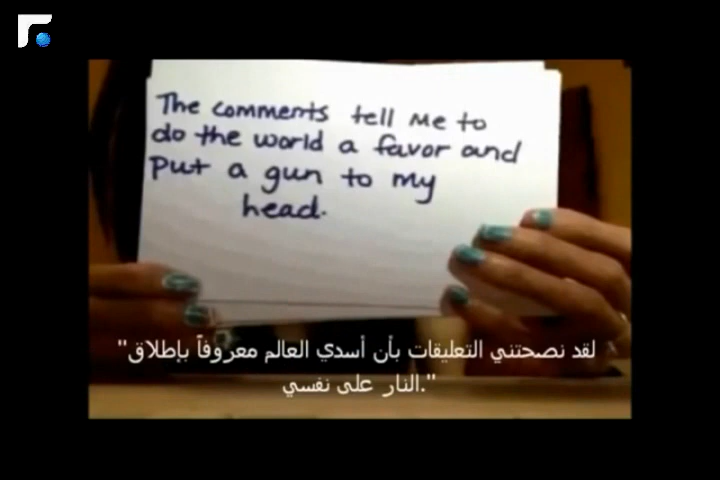 The comments tell me to
do the world a favor and
put a gun to my
head.
"لقد نصحتني التعليقات بأن أسدي العالم معروفاً بإطلاق
النار على نفسي."